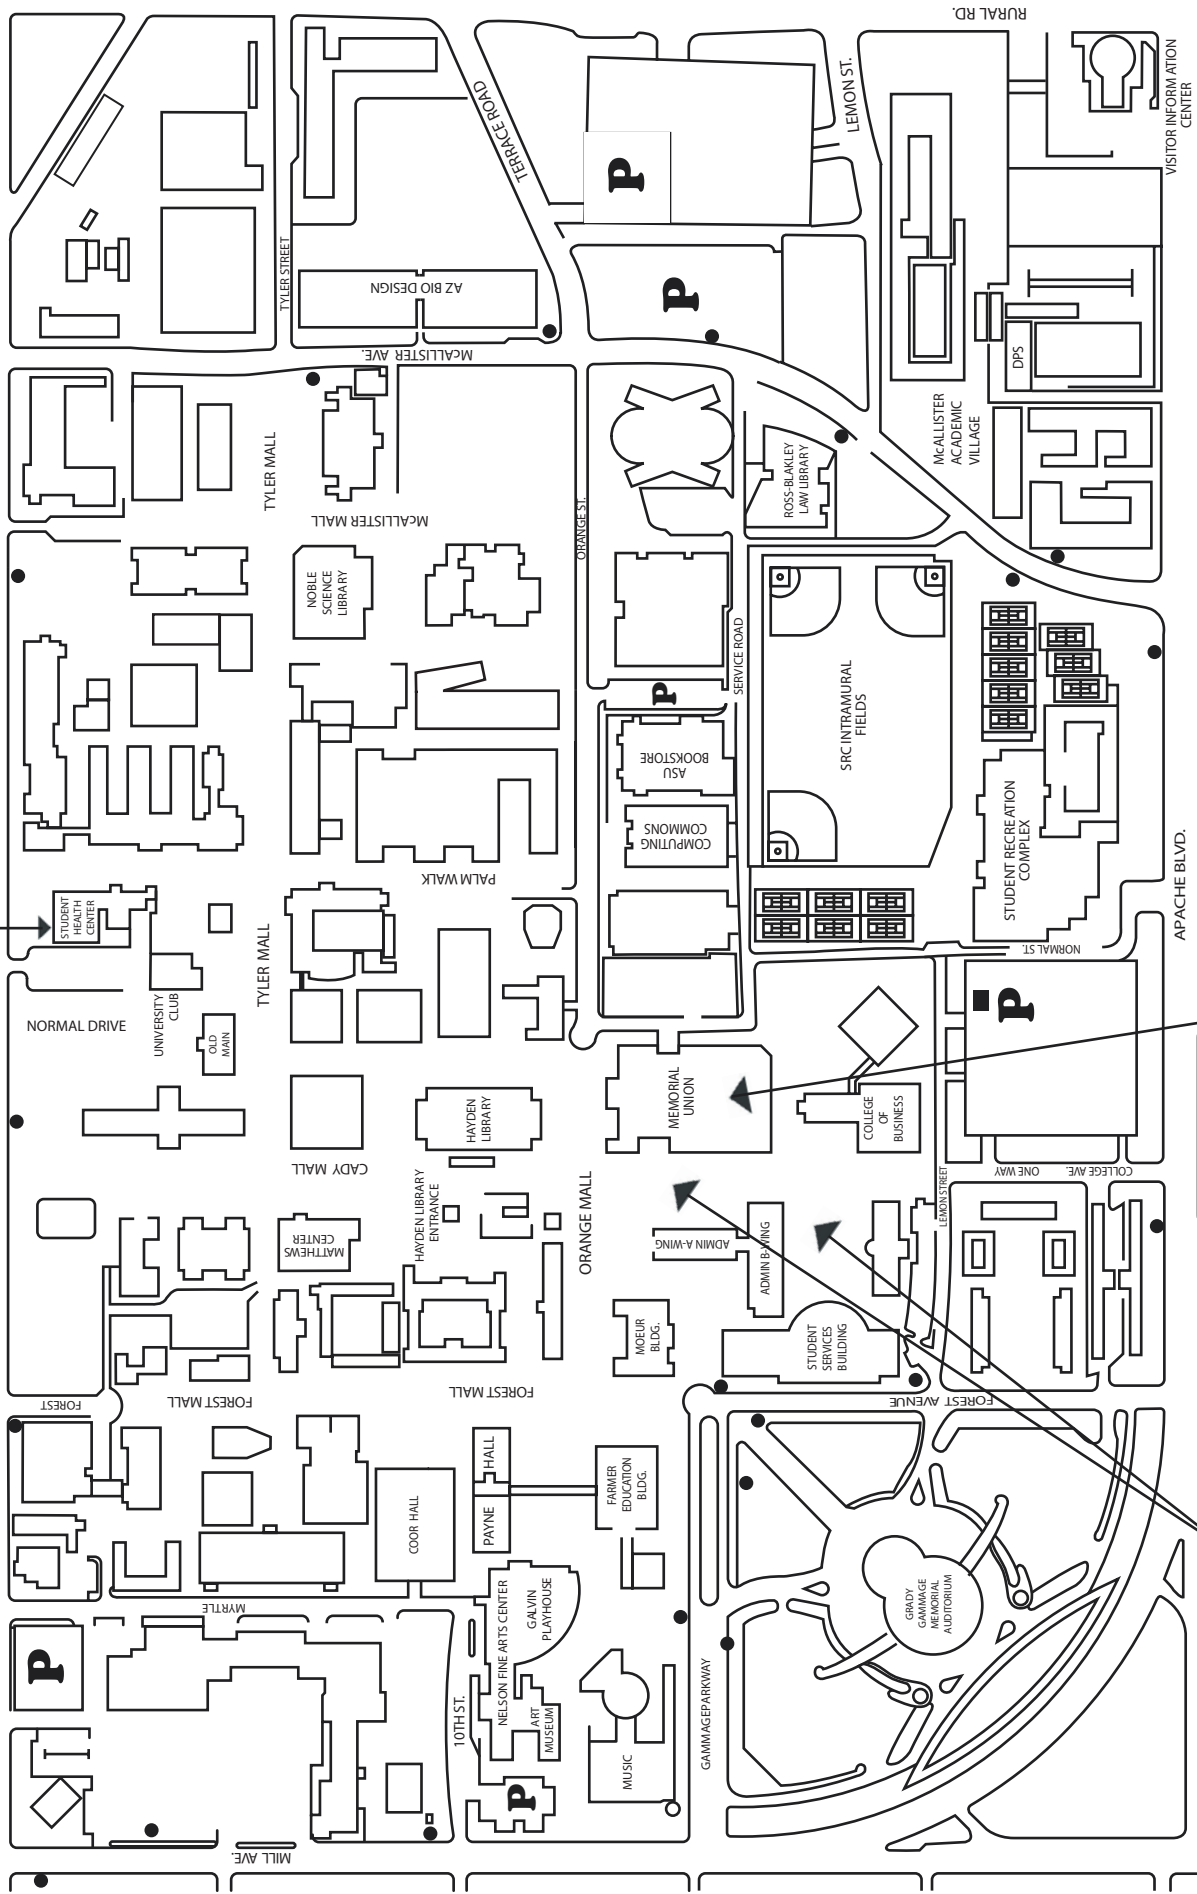 RURAL RD.
LEMON ST.
VISITOR INFORMATION
CENTER
TERRACE ROAD
P
TYLER STREET
AZ BIO DESIGN
P
McALLISTER AVE.
DPS
McALLISTER
ACADEMIC
VILLAGE
TYLER MALL
ROSS-BLAKLEY
LAW LIBRARY
McALLISTER MALL
ORANGE ST.
NOBLE
SCIENCE
LIBRARY
SERVICE ROAD
P
SRC INTRAMURAL
FIELDS
ASU
BOOKSTORE
COMPUTING
COMMONS
STUDENT RECREATION
COMPLEX
APACHE BLVD.
PALM WALK
STUDENT
HEALTH
CENTER
TYLER MALL
NORMAL ST.
NORMAL DRIVE
UNIVERSITY
CLUB
OLD
MAIN
P
MEMORIAL
UNION
HAYDEN
LIBRARY
COLLEGE
OF
BUSINESS
CADY MALL
ONE WAY
COLLEGE AVE.
HAYDEN LIBRARY
ENTRANCE
ORANGE MALL
LEMON STREET
MATTHEWS
CENTER
ADMIN A-WING
ADMIN B-WING
MOEUR
BLDG.
STUDENT
SERVICES
BUILDING
FOREST
FOREST MALL
FOREST MALL
FOREST AVENUE
HALL
PAYNE
COOR HALL
FARMER
EDUCATION
BLDG.
GRADY
GAMMAGE
MEMORIAL
AUDITORIUM
MYRTLE
P
NELSON FINE ARTS CENTER
GALVIN
PLAYHOUSE
10TH ST.
ART
MUSEUM
MUSIC
GAMMAGE PARKWAY
P
MILL AVE.